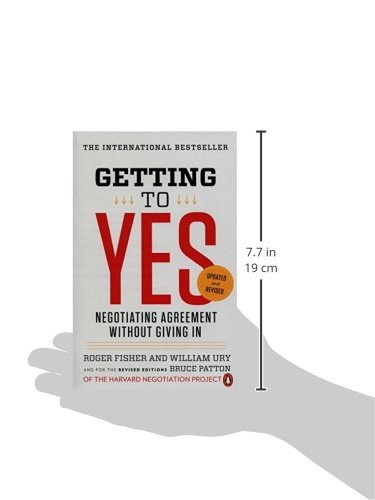 THE INTERNATIONAL BESTSELLER
GETTING
↓↓↓ TO ↓↓↓
YES
UPDATED
and
REVISED
NEGOTIATING AGREEMENT
WITHOUT GIVING IN
ROGER FISHER AND WILLIAM URY
AND FOR THE REVISED EDITIONS BRUCE PATTON
OF THE HARVARD NEGOTIATION PROJECT
7.7 in
19 cm